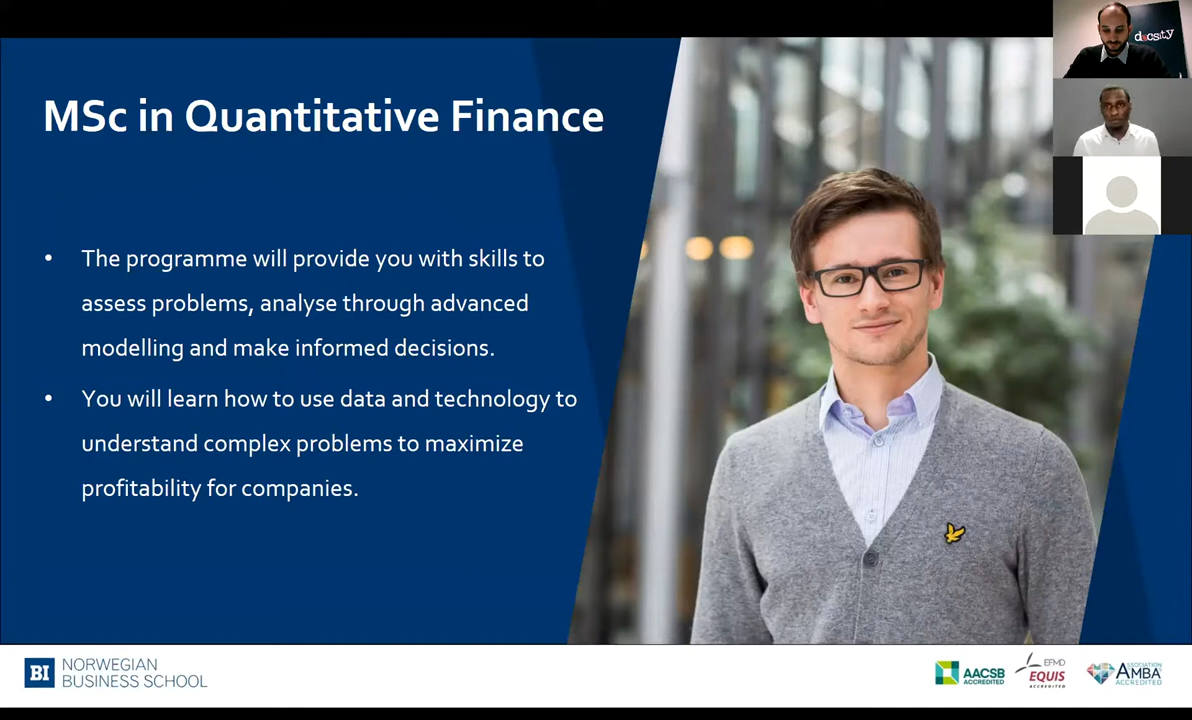 MSc in Quantitative Finance
• The programme will provide you with skills to
assess problems, analyse through advanced
modelling and make informed decisions.
• You will learn how to use data and technology to
understand complex problems to maximize
profitability for companies.
docsity
BI
NORWEGIAN
BUSINESS SCHOOL
AACSB
ACCREDITED
EFMD
EQUIS
ACCREDITED
ASSOCIATION
AMBA
ACCREDITED